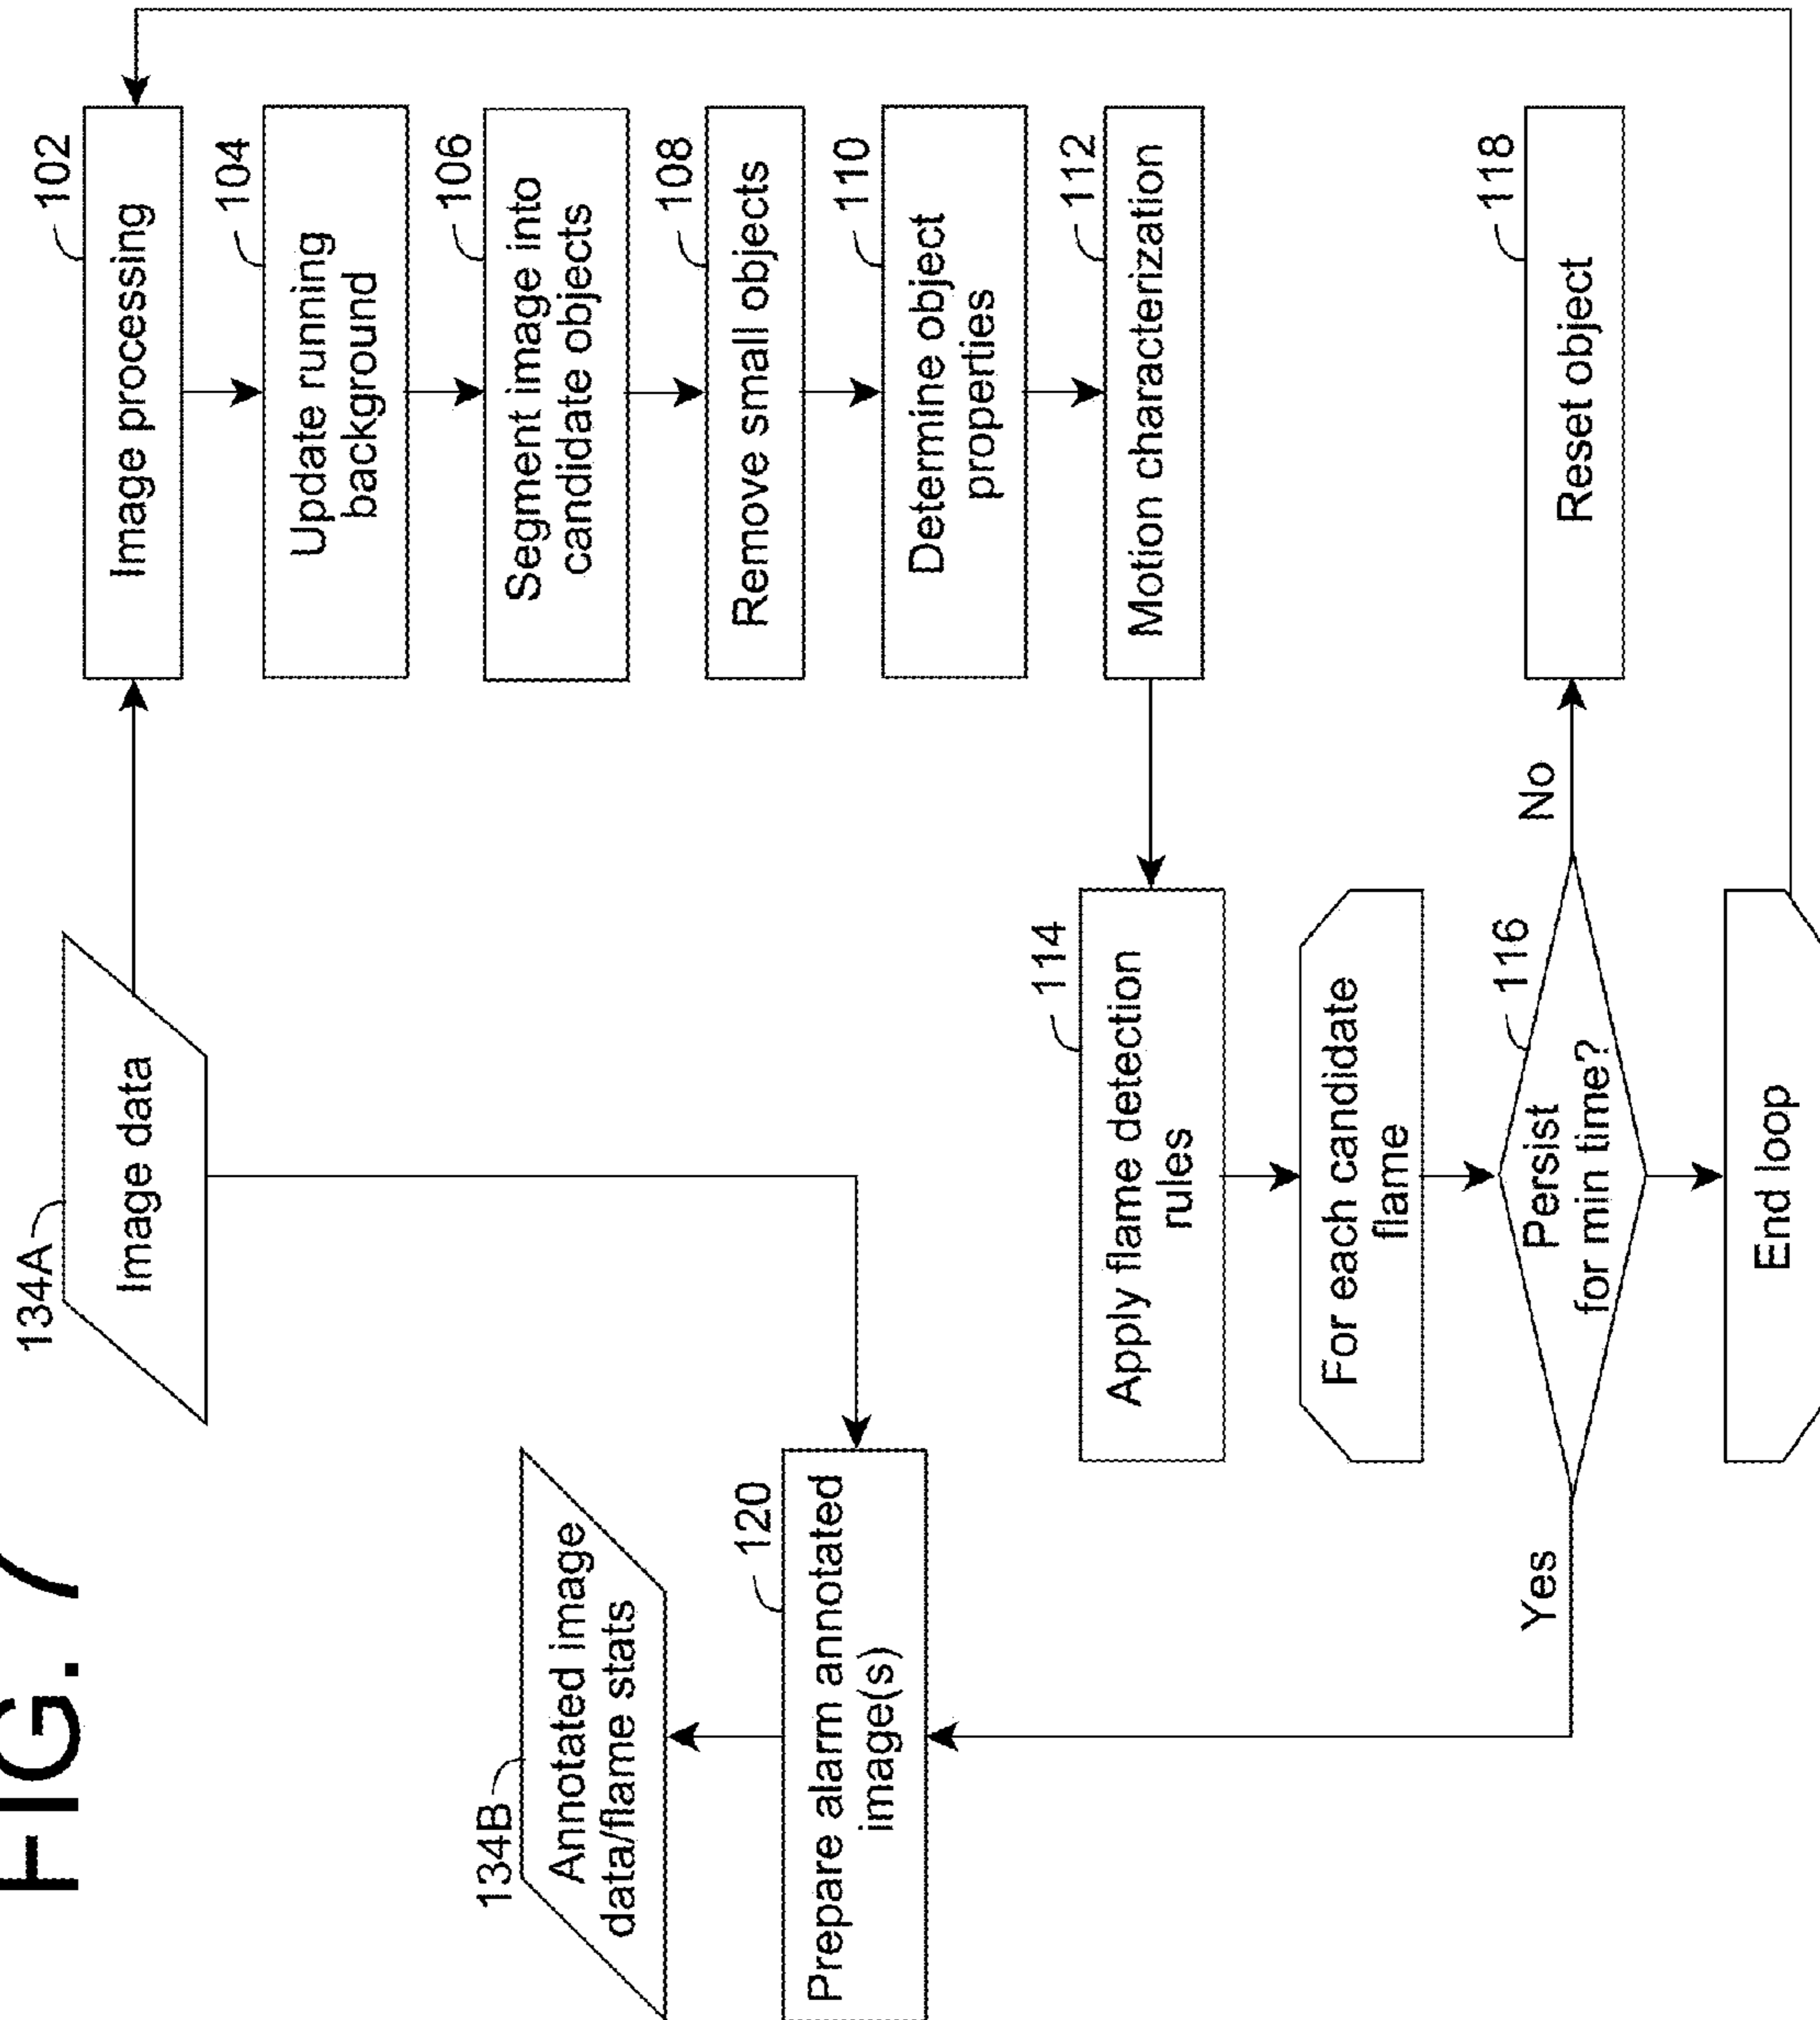 FIG. 7
134A
Image data
102
Image processing
104
Update running
background
106
Segment image into
candidate objects
108
Remove small objects
110
Determine object
properties
112
Motion characterization
114
Apply flame detection
rules
For each candidate
flame
116
Persist
for min time?
No
118
Reset object
Yes
End loop
120
Prepare alarm annotated
image(s)
134B
Annotated image
data/flame stats